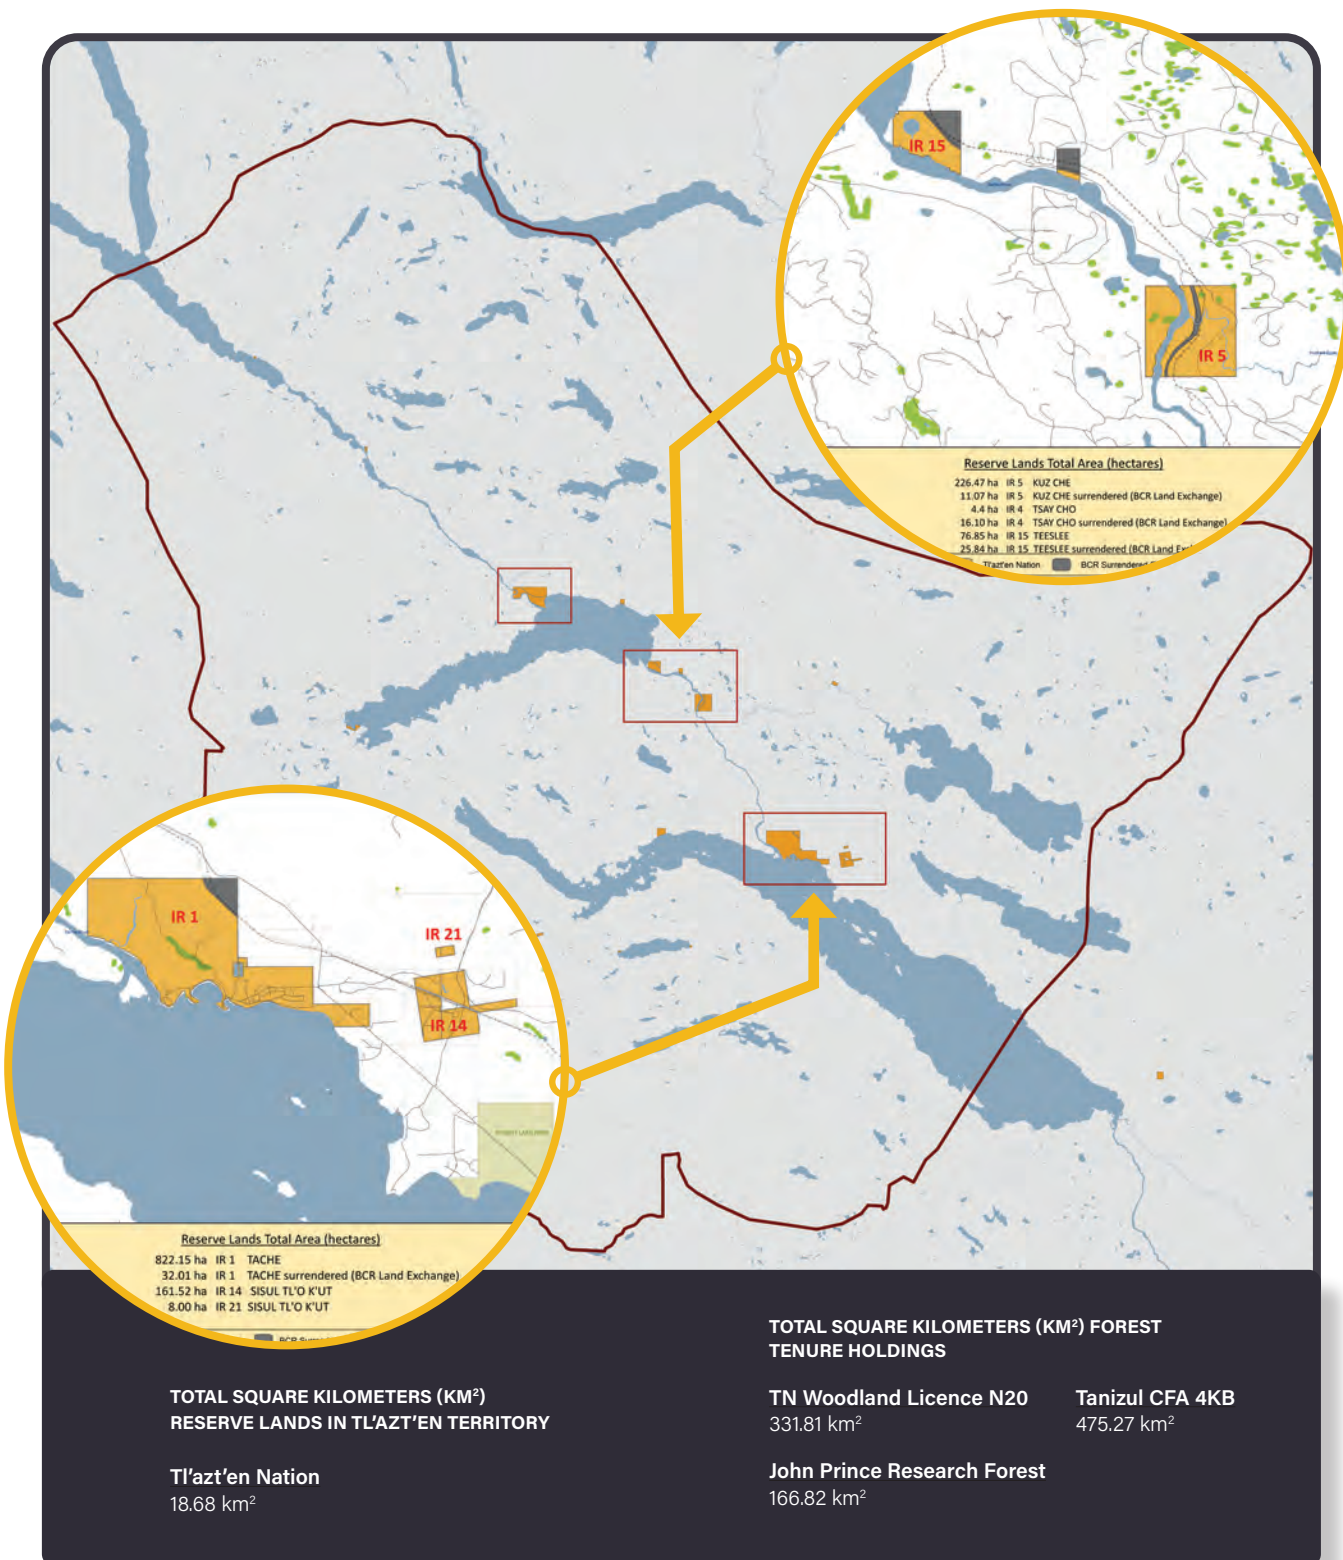 IR 15
IR 5
Reserve Lands Total Area (hectares)
226.47 ha IR 5 KUZ CHE
11.07 ha IR 5 KUZ CHE surrendered (BCR Land Exchange)
4.4 ha IR 4 TSAY CHO
16.10 ha IR 4 TSAY CHO surrendered (BCR Land Exchange)
76.85 ha IR 15 TEESLEE
25.84 ha IR 15 TEESLEE surrendered (BCR Land
Tl'azt'en Nation BCR Surrendered
IR 1
IR 21
IR 14
Reserve Lands Total Area (hectares)
822.15 ha IR 1 TACHE
32.01 ha IR 1 TACHE surrendered (BCR Land Exchange)
161.52 ha IR 14 SISUL TL'O K'UT
8.00 ha IR 21 SISUL TL'O K'UT
TOTAL SQUARE KILOMETERS (KM²)
RESERVE LANDS IN TL'AZT'EN TERRITORY
Tl'azt'en Nation
18.68 km²
TOTAL SQUARE KILOMETERS (KM²) FOREST
TENURE HOLDINGS
TN Woodland Licence N20
331.81 km²
Tanizul CFA 4KB
475.27 km²
John Prince Research Forest
166.82 km²